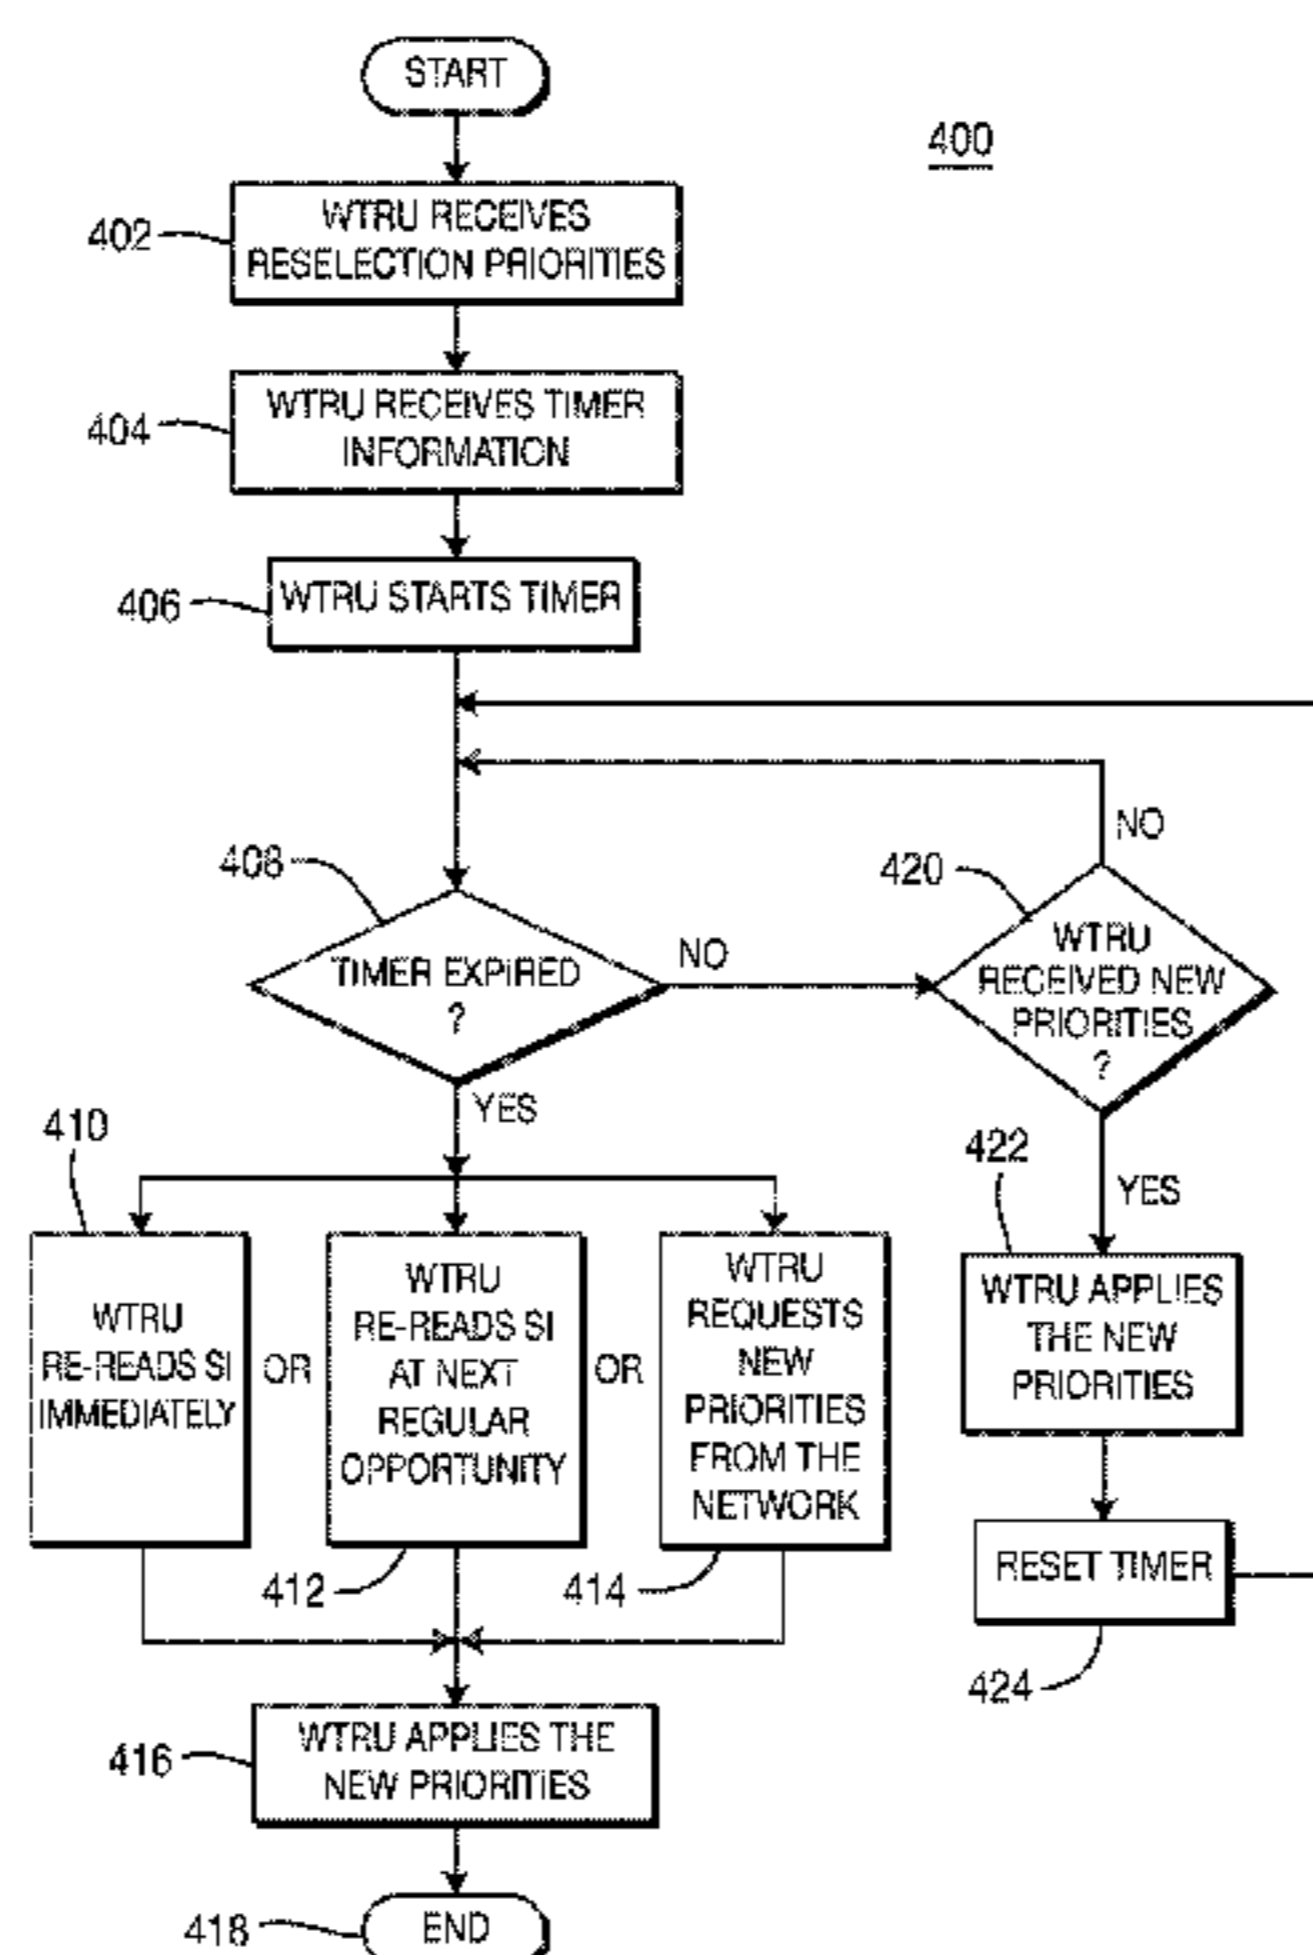 START
400
402
WTRU RECEIVES
RESELECTION PRIORITIES
404
WTRU RECEIVES TIMER
INFORMATION
406
WTRU STARTS TIMER
408
TIMER EXPIRED
?
NO
YES
420
WTRU
RECEIVED NEW
PRIORITIES
?
NO
YES
410
WTRU
RE-READS SI
IMMEDIATELY
OR
WTRU
RE-READS SI
AT NEXT
REGULAR
OPPORTUNITY
412
OR
WTRU
REQUESTS
NEW
PRIORITIES
FROM THE
NETWORK
414
422
WTRU APPLIES
THE NEW
PRIORITIES
RESET TIMER
424
416
WTRU APPLIES THE
NEW PRIORITIES
418
END